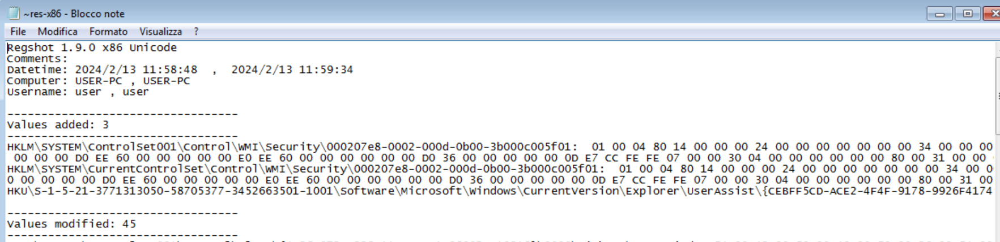 ~res-x86 - Blocco note
File Modifica Formato Visualizza ?
Regshot 1.9.0 x86 Unicode
Comments:
Datetime: 2024/2/13 11:58:48 , 2024/2/13 11:59:34
Computer: USER-PC , USER-PC
Username: user , user
----------------------------------
Values added: 3
----------------------------------
HKLM\SYSTEM\ControlSet001\Control\WMI\Security\000207e8-0002-000d-0b00-3b000c005f01: 01 00 04 80 14 00 00 00 24 00 00 00 00 00 00 00 34 00 00 00
00 00 00 D0 EE 60 00 00 00 00 00 E0 EE 60 00 00 00 00 00 00 D0 36 00 00 00 00 00 0D E7 CC FE FE 07 00 00 30 04 00 00 00 00 00 00 80 00 31 00 00
HKLM\SYSTEM\CurrentControlSet\Control\WMI\Security\000207e8-0002-000d-0b00-3b000c005f01: 01 00 04 80 14 00 00 00 24 00 00 00 00 00 00 00 34 00 0
0 00 00 00 D0 EE 60 00 00 00 00 00 E0 EE 60 00 00 00 00 00 00 D0 36 00 00 00 00 00 0D E7 CC FE FE 07 00 00 30 04 00 00 00 00 00 00 80 00 31 00
HKU\S-1-5-21-3771313050-58705377-3452663501-1001\Software\Microsoft\Windows\CurrentVersion\Explorer\UserAssist\{CEBFF5CD-ACE2-4F4F-9178-9926F4174
----------------------------------
Values modified: 45
----------------------------------